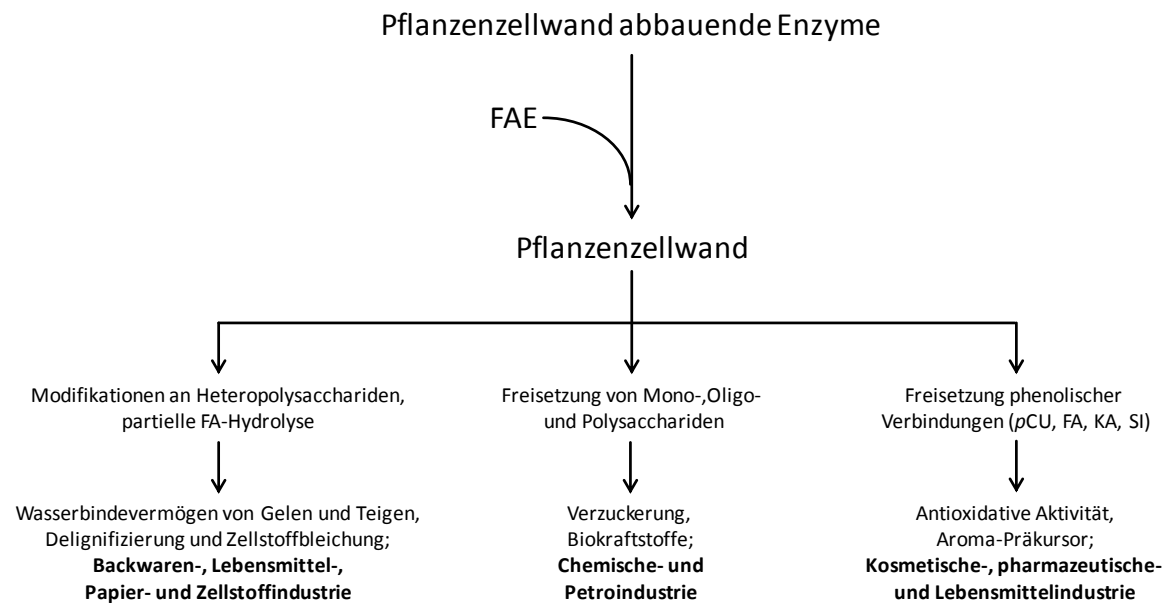 Pflanzenzellwand abbauende Enzyme
FAE
Pflanzenzellwand
Modifikationen an Heteropolysacchariden,
partielle FA-Hydrolyse
Freisetzung von Mono-,Oligo-
und Polysacchariden
Freisetzung phenolischer
Verbindungen (pCU, FA, KA, SI)
Wasserbindevermögen von Gelen und Teigen,
Delignifizierung und Zellstoffbleichung;
Backwaren-, Lebensmittel-,
Papier- und Zellstoffindustrie
Verzuckerung,
Biokraftstoffe;
Chemische- und
Petroindustrie
Antioxidative Aktivität,
Aroma-Präkursor;
Kosmetische-, pharmazeutische-
und Lebensmittelindustrie